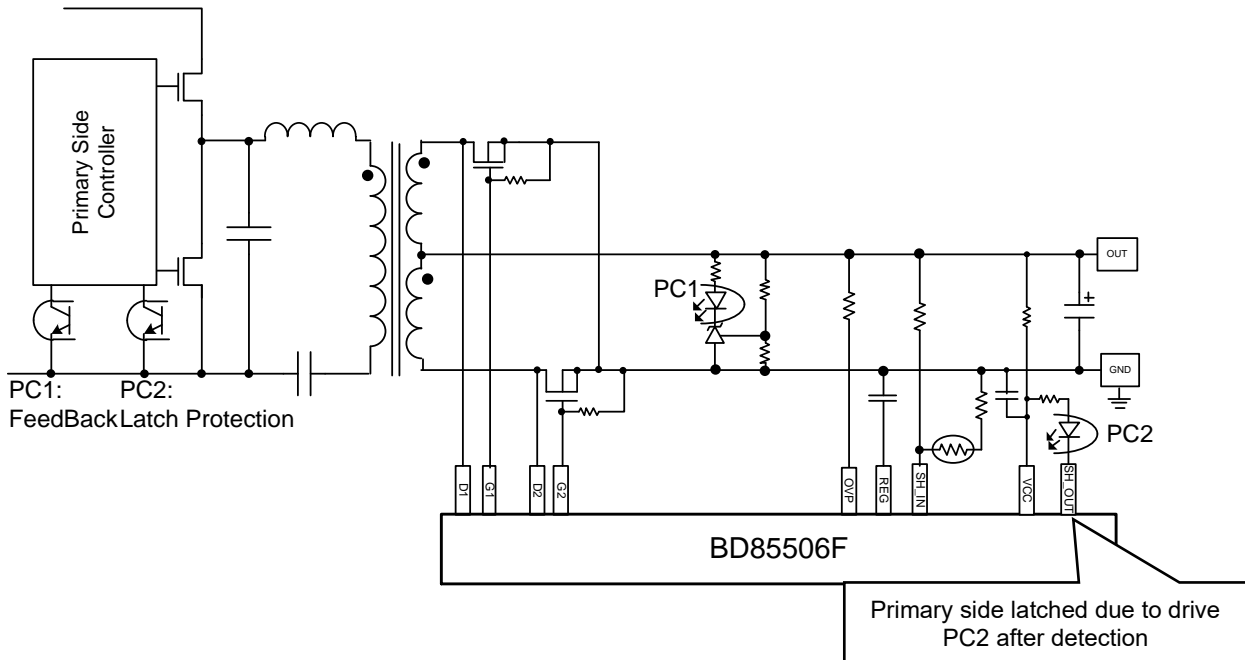 Primary Side
Controller
PC1:
FeedBack
PC2:
Latch Protection
PC1
OUT
GND
PC2
D1
G1
D2
G2
OVP
REG
SH_IN
VCC
SH_OUT
BD85506F
Primary side latched due to drive
PC2 after detection
+